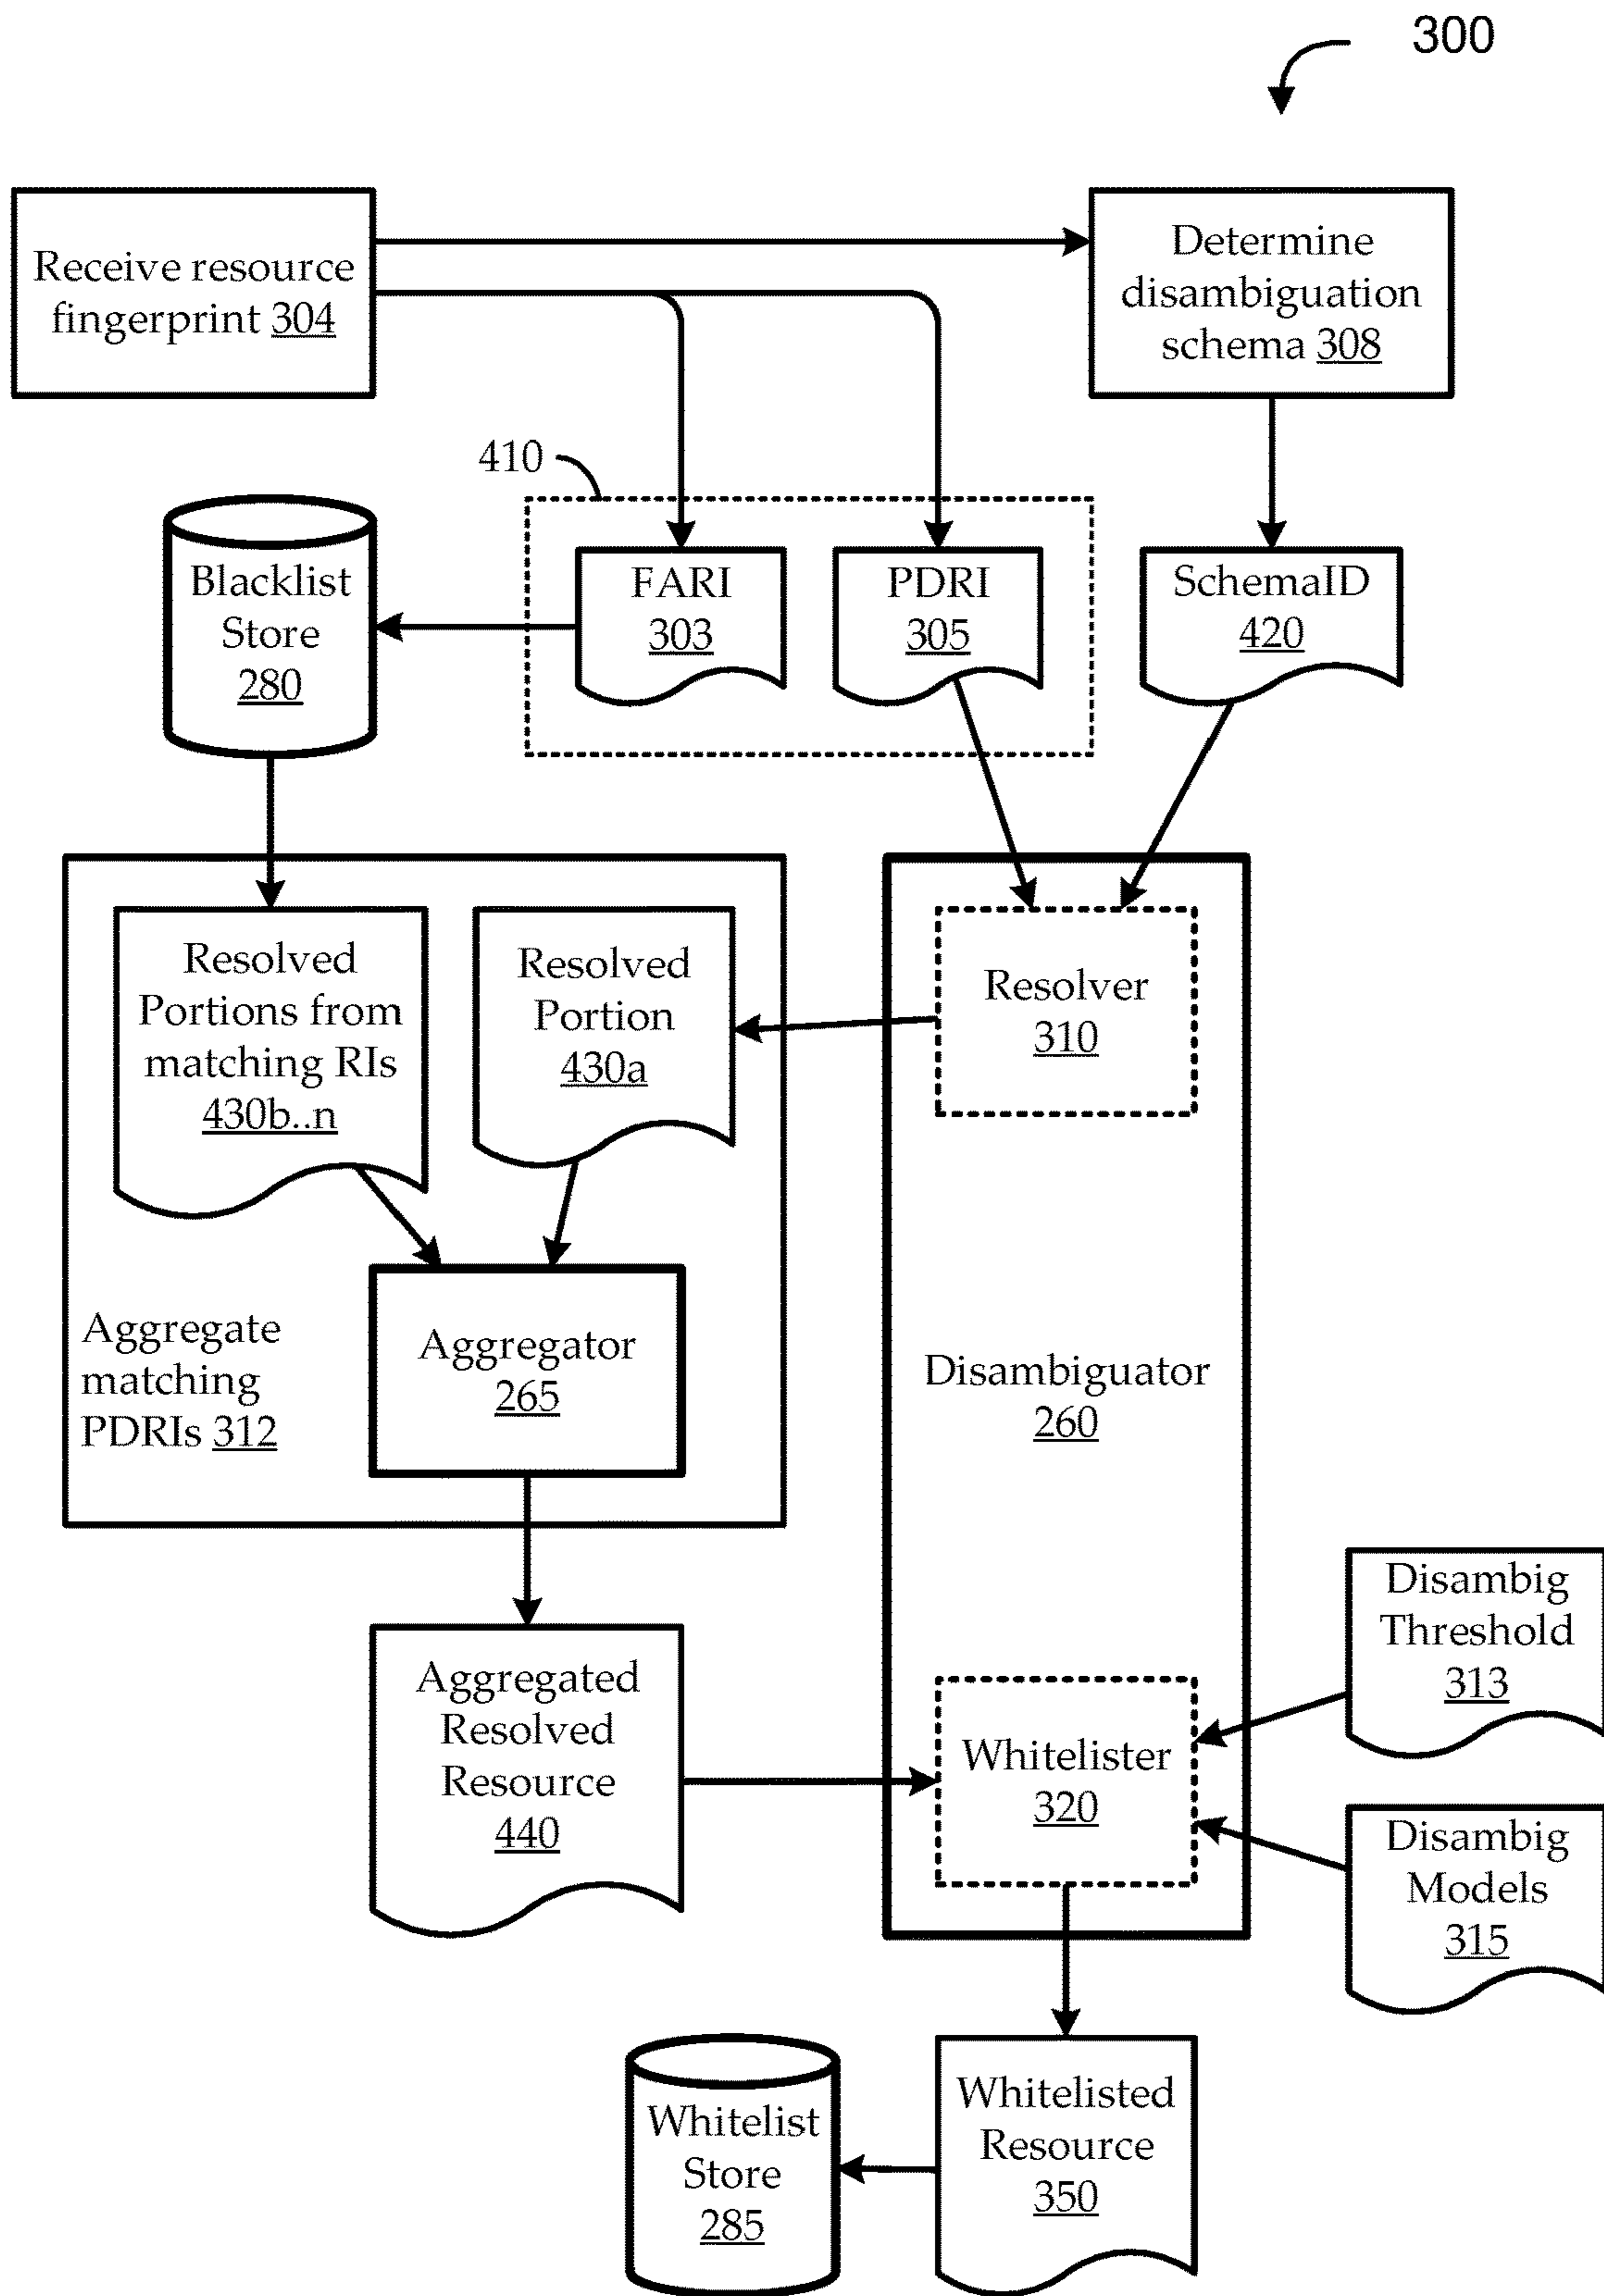 300
Receive resource
fingerprint 304
Determine
disambiguation
schema 308
410
Blacklist
Store
280
FARI
303
PDRI
305
SchemaID
420
Resolved
Portions from
matching RIs
430b..n
Resolved
Portion
430a
Resolver
310
Aggregate
matching
PDRIs 312
Aggregator
265
Disambiguator
260
Aggregated
Resolved
Resource
440
Whitelister
320
Disambig
Threshold
313
Disambig
Models
315
Whitelist
Store
285
Whitelisted
Resource
350